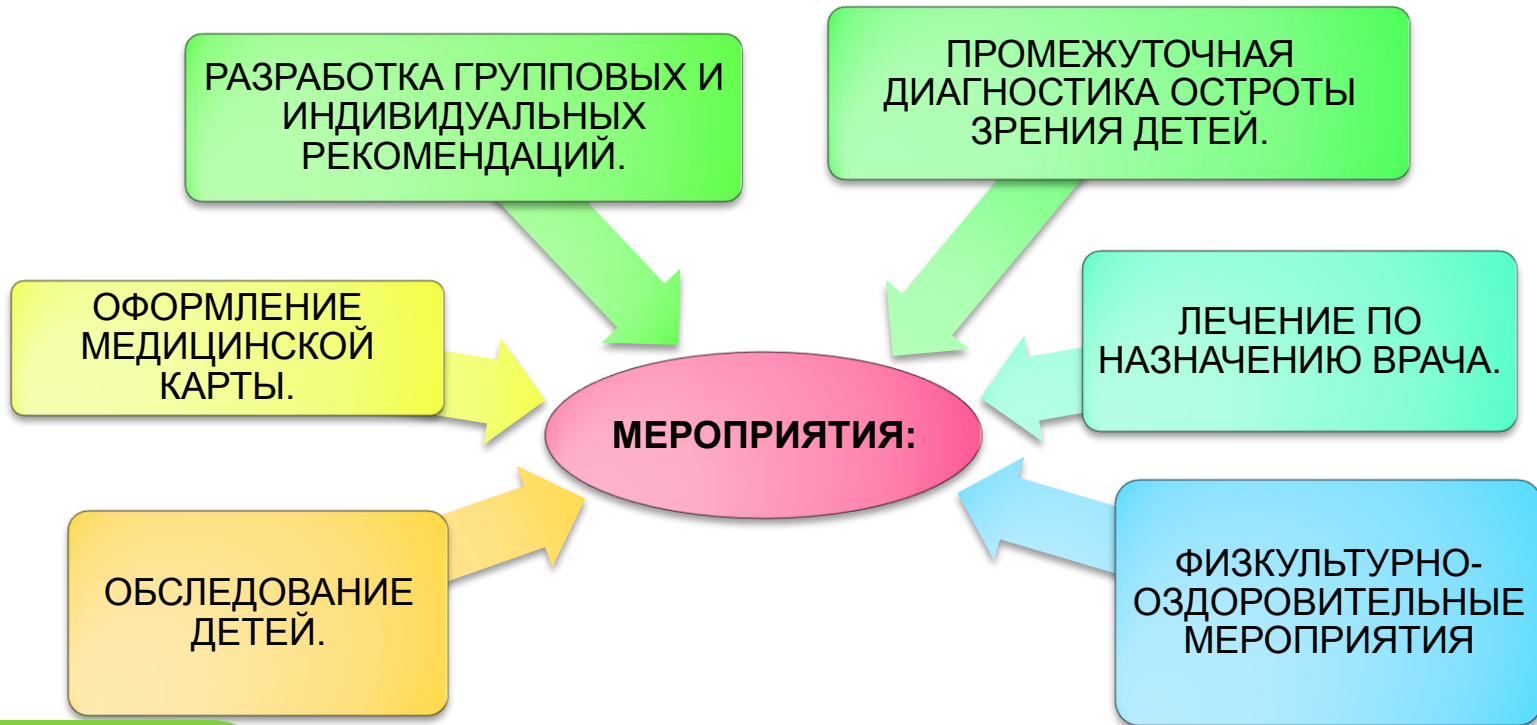 РАЗРАБОТКА ГРУППОВЫХ И
ИНДИВИДУАЛЬНЫХ
РЕКОМЕНДАЦИЙ.
ПРОМЕЖУТОЧНАЯ
ДИАГНОСТИКА ОСТРОТЫ
ЗРЕНИЯ ДЕТЕЙ.
ОФОРМЛЕНИЕ
МЕДИЦИНСКОЙ
КАРТЫ.
ЛЕЧЕНИЕ ПО
НАЗНАЧЕНИЮ ВРАЧА.
МЕРОПРИЯТИЯ:
ОБСЛЕДОВАНИЕ
ДЕТЕЙ.
ФИЗКУЛЬТУРНО-
ОЗДОРОВИТЕЛЬНЫЕ
МЕРОПРИЯТИЯ